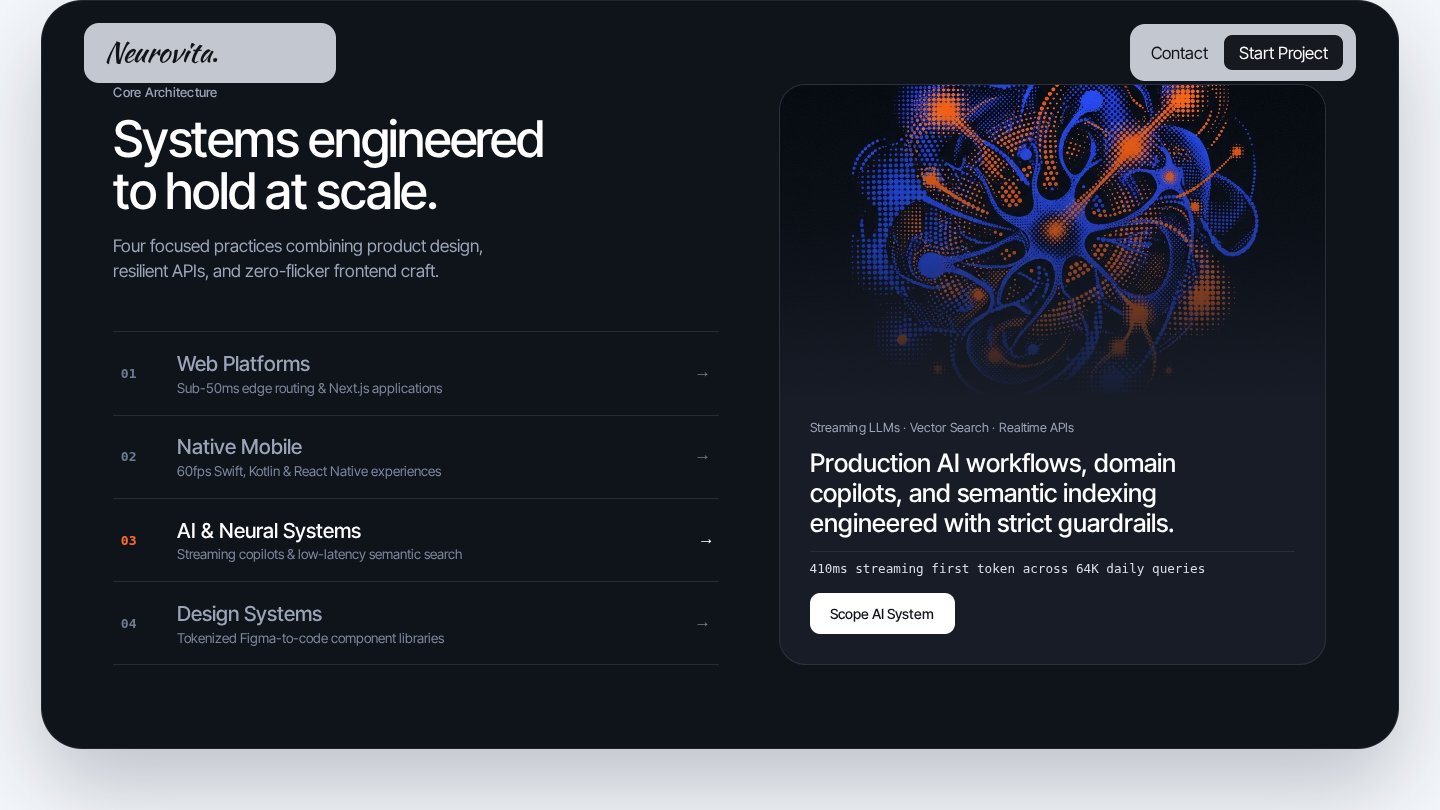 Neurovita.
Contact
Start Project
Core Architecture
Systems engineered
to hold at scale.
Four focused practices combining product design,
resilient APIs, and zero-flicker frontend craft.
01
Web Platforms
Sub-50ms edge routing & Next.js applications
→
02
Native Mobile
60fps Swift, Kotlin & React Native experiences
→
03
AI & Neural Systems
Streaming copilots & low-latency semantic search
→
04
Design Systems
Tokenized Figma-to-code component libraries
→
Streaming LLMs · Vector Search · Realtime APIs
Production AI workflows, domain
copilots, and semantic indexing
engineered with strict guardrails.
410ms streaming first token across 64K daily queries
Scope AI System